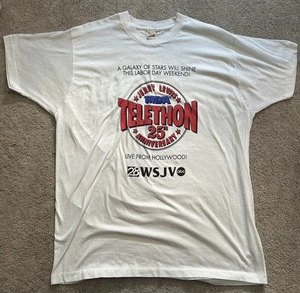 A GALAXY OF STARS WILL SHINE
THIS LABOR DAY WEEKEND!
JERRY LEWIS
MDA
TELETHON
25th
ANNIVERSARY
LIVE FROM HOLLYWOOD!
28 WSJV abc